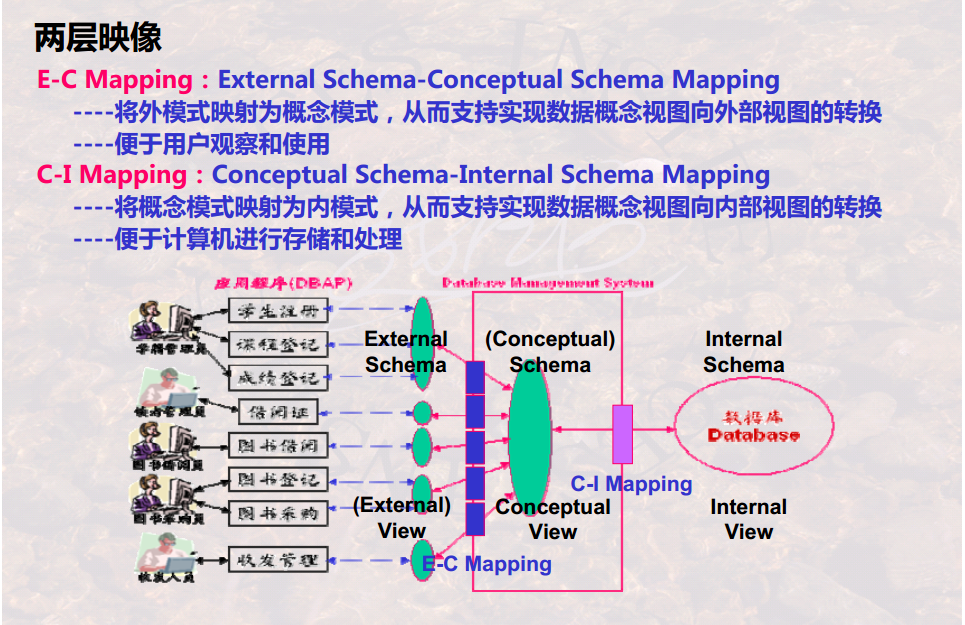 两层映像
E-C Mapping：External Schema-Conceptual Schema Mapping
----将外模式映射为概念模式，从而支持实现数据概念视图向外部视图的转换
----便于用户观察和使用
C-I Mapping：Conceptual Schema-Internal Schema Mapping
----将概念模式映射为内模式，从而支持实现数据概念视图向内部视图的转换
----便于计算机进行存储和处理
应用程序(DBAP)
Database Management System
学生注册
课程登记
成绩登记
借阅证
图书借阅
图书登记
图书采购
收发管理
学籍管理员
图书借阅员
图书采购员
收发人员
External
Schema
(Conceptual)
Schema
Internal
Schema
数据库
Database
C-I Mapping
(External)
View
Conceptual
View
Internal
View
E-C Mapping